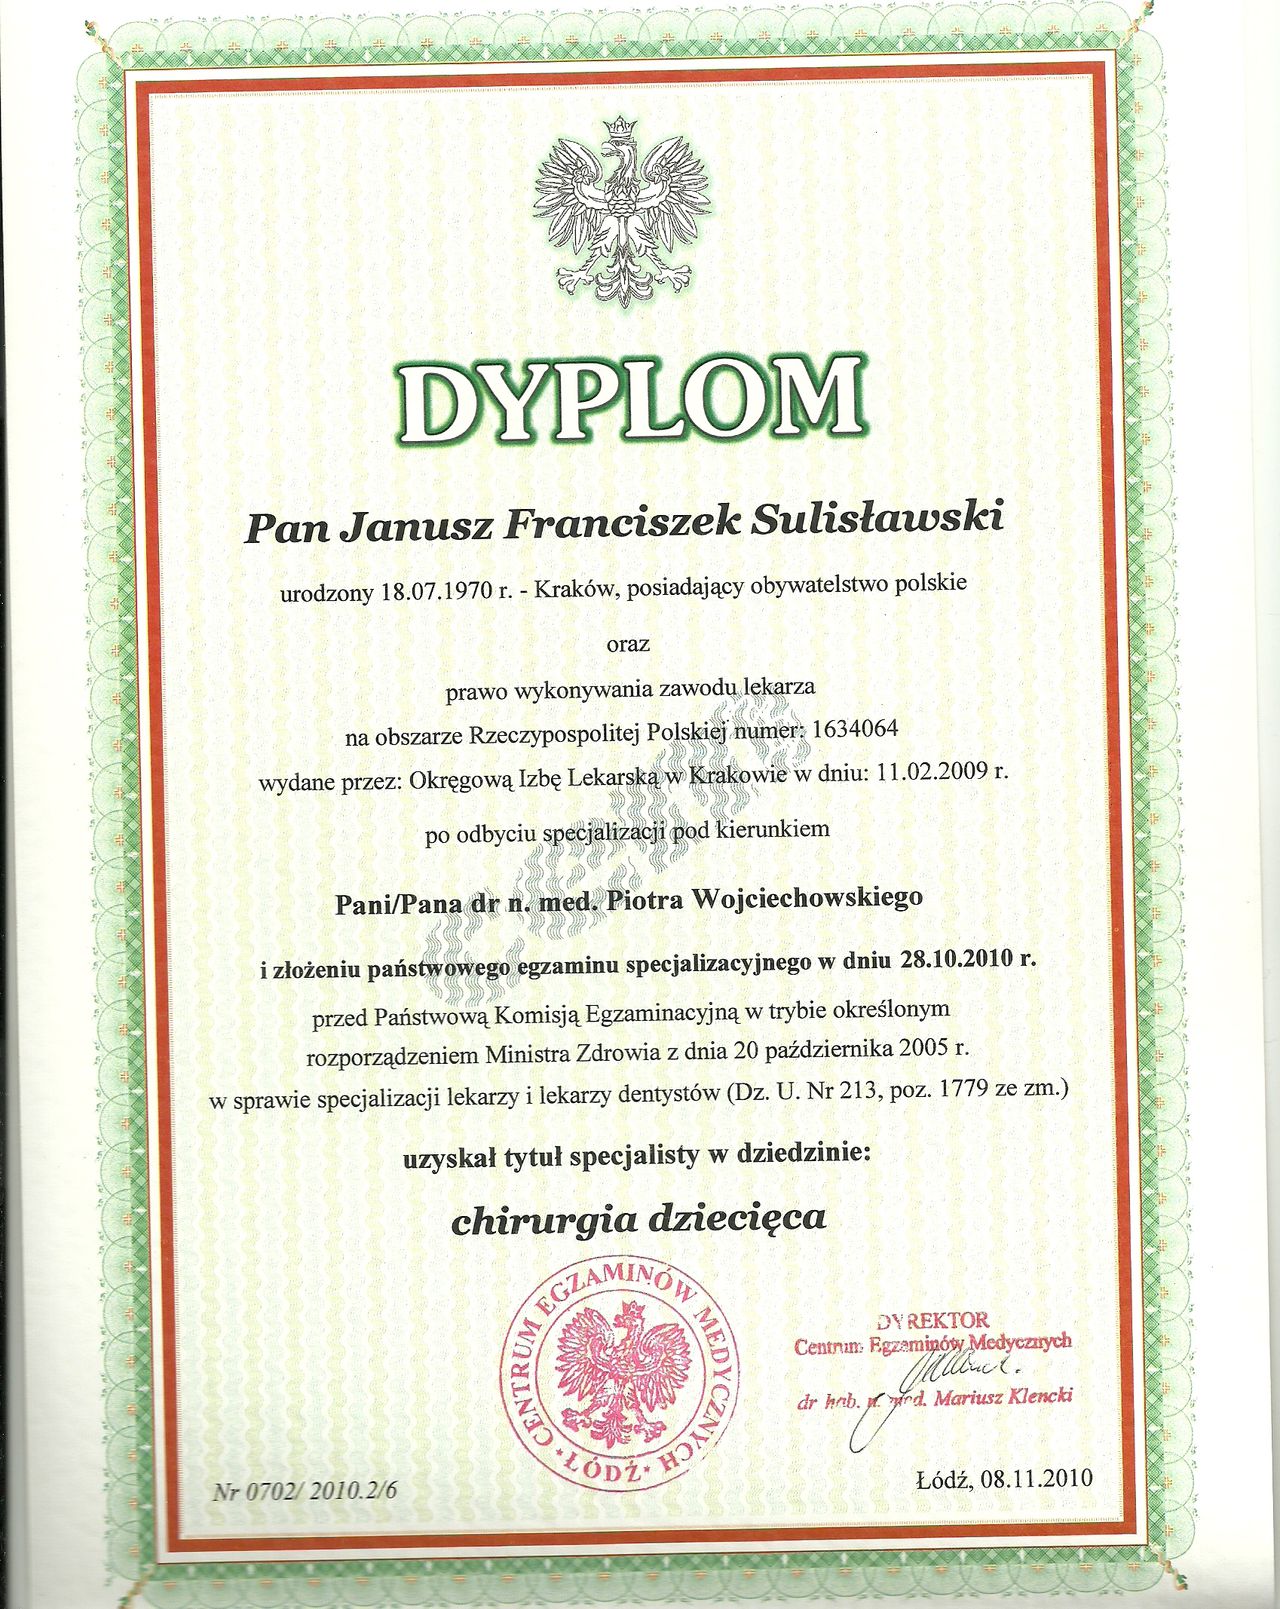 DYPLOM
Pan Janusz Franciszek Sulisławski
urodzony 18.07.1970 r. - Kraków, posiadający obywatelstwo polskie
oraz
prawo wykonywania zawodu lekarza
na obszarze Rzeczypospolitej Polskiej numer: 1634064
wydane przez: Okręgową Izbę Lekarską w Krakowie w dniu: 11.02.2009 r.
po odbyciu specjalizacji pod kierunkiem
Pani/Pana dr n. med. Piotra Wojciechowskiego
i złożeniu państwowego egzaminu specjalizacyjnego w dniu 28.10.2010 r.
przed Państwową Komisją Egzaminacyjną w trybie określonym
rozporządzeniem Ministra Zdrowia z dnia 20 października 2005 r.
w sprawie specjalizacji lekarzy i lekarzy dentystów (Dz. U. Nr 213, poz. 1779 ze zm.)
uzyskał tytuł specjalisty w dziedzinie:
chirurgia dziecięca
CENTRUM EGZAMINÓW MEDYCZNYCH
ŁÓDŹ
DYREKTOR
Centrum Egzaminów Medycznych
dr hab. n. med. Mariusz Klencki
Nr 0702/ 2010.2/6
Łódź, 08.11.2010